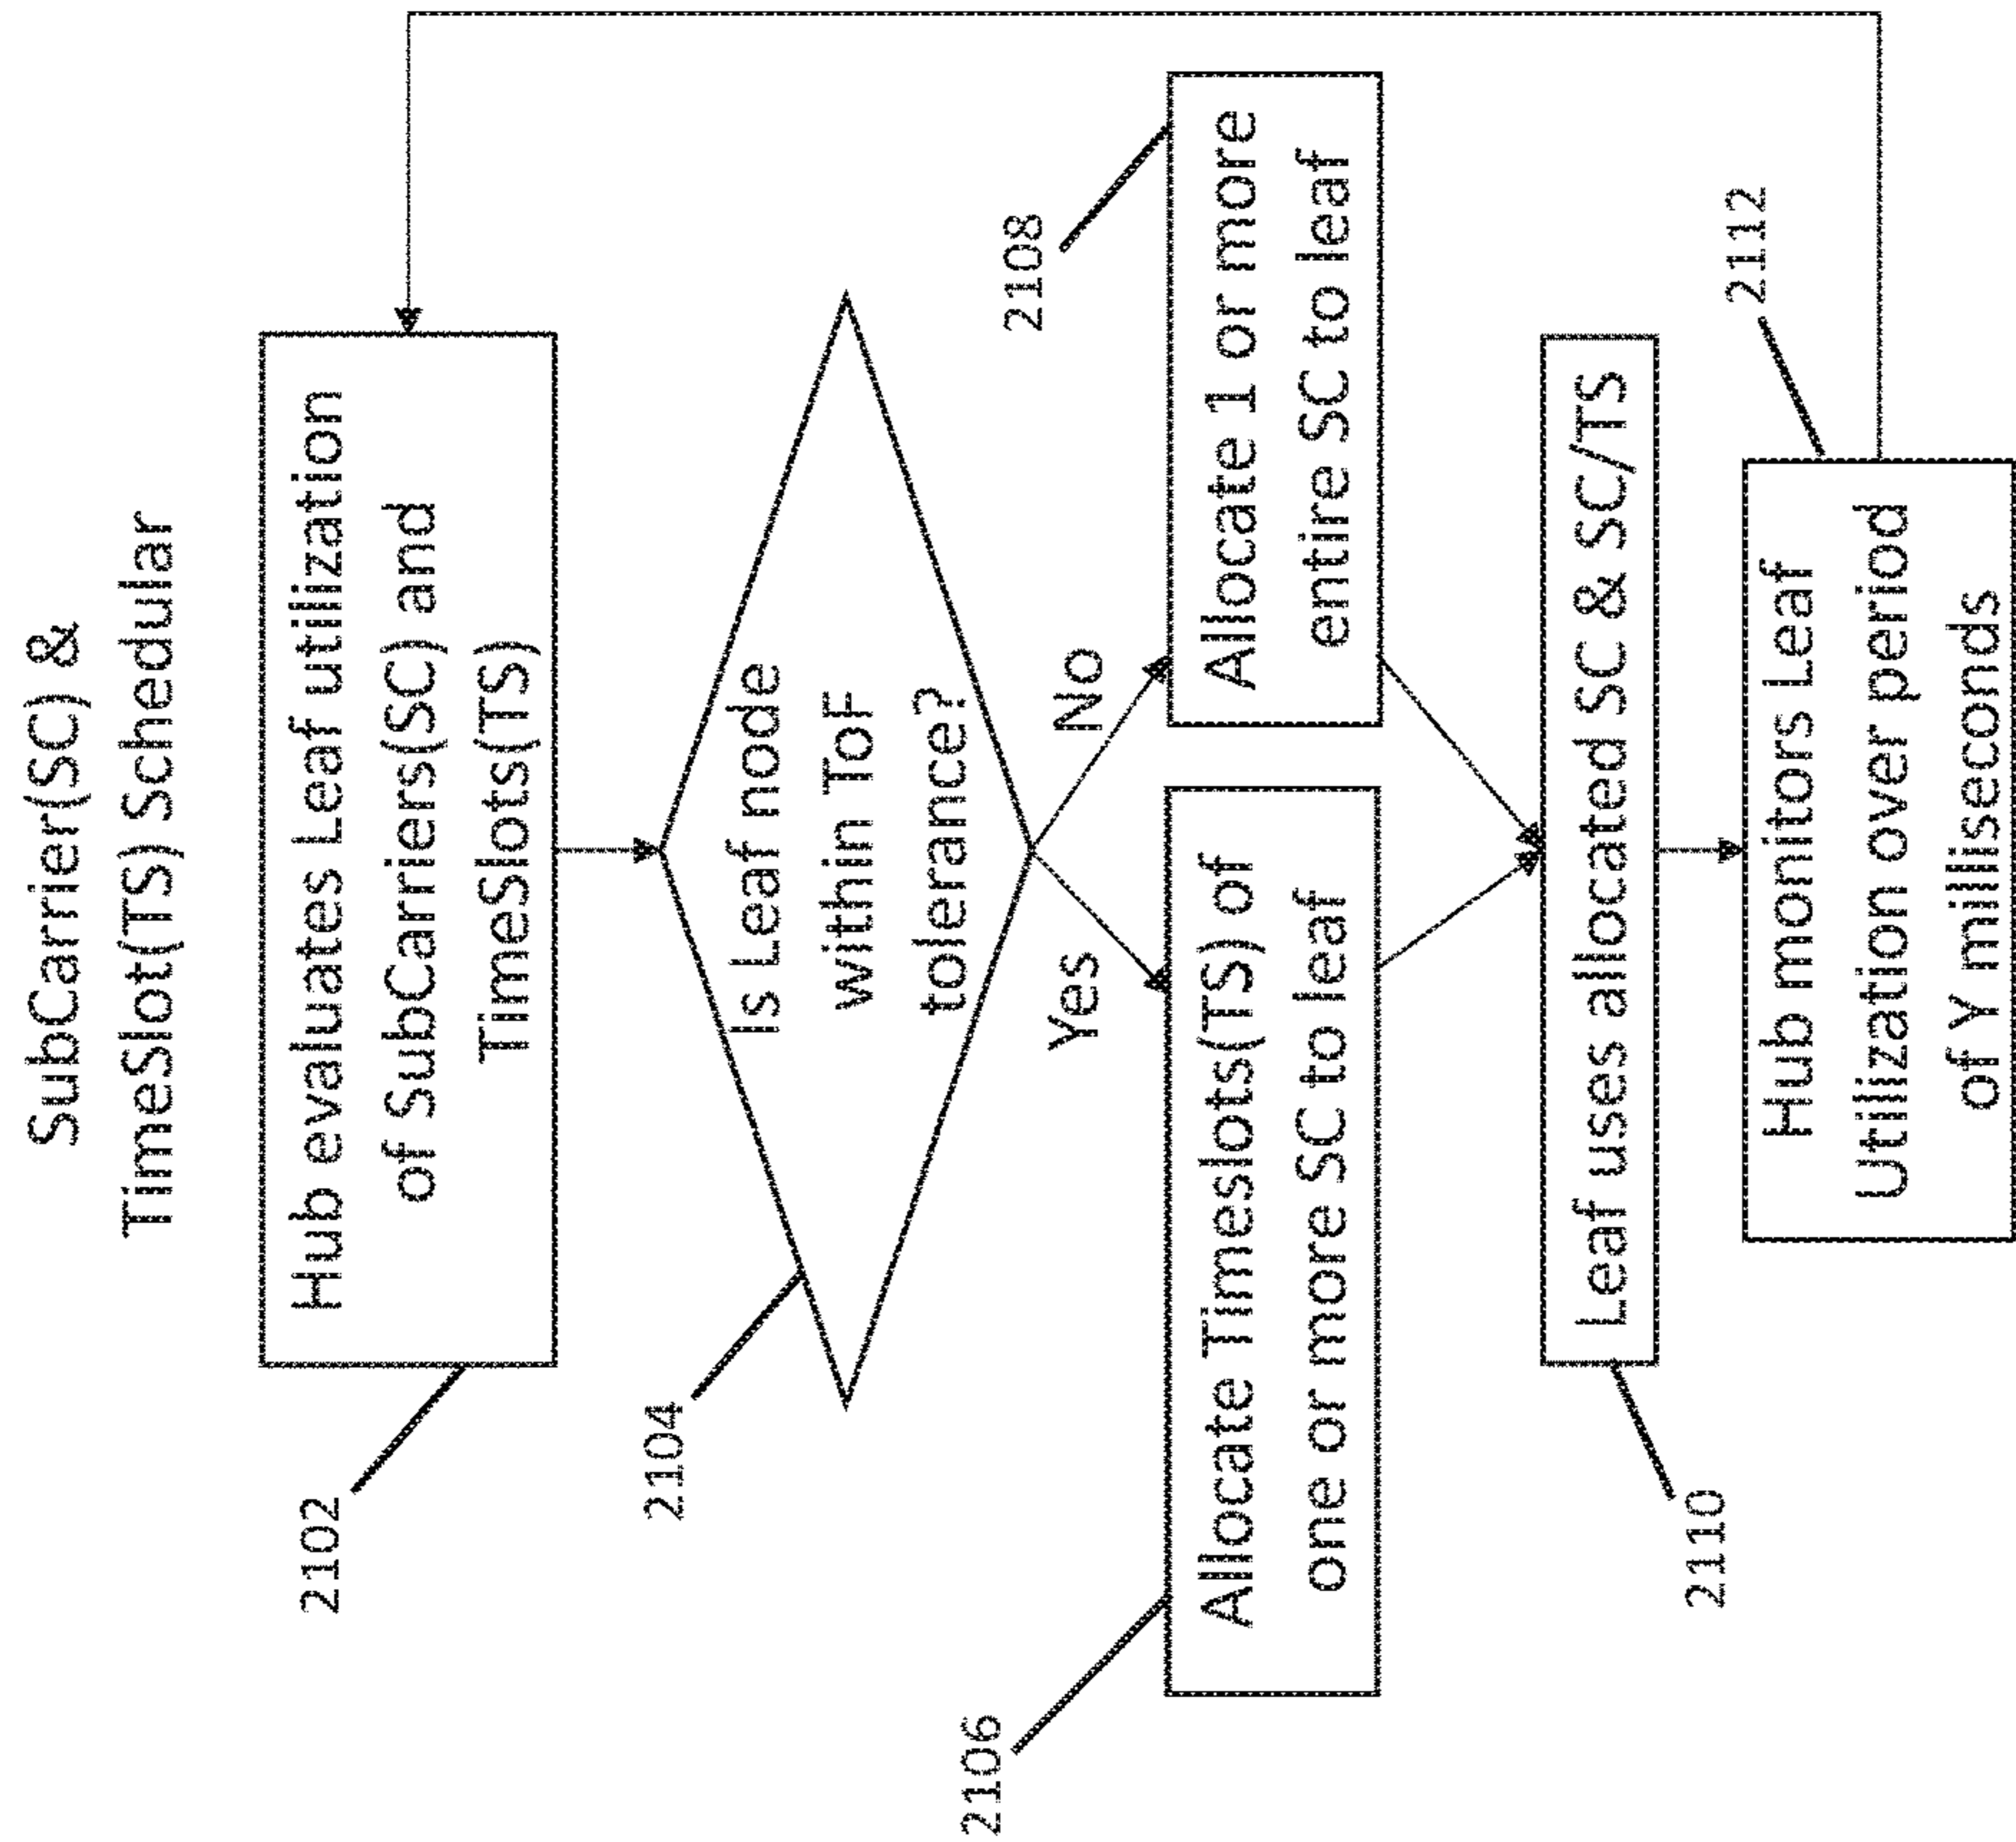 SubCarrier(SC) &
TimeSlot(TS) Schedular
2102
Hub evaluates Leaf utilization
of SubCarriers(SC) and
TimeSlots(TS)
2104
Is Leaf node
within ToF
tolerance?
Yes
No
2106
Allocate Timeslots(TS) of
one or more SC to leaf
2108
Allocate 1 or more
entire SC to leaf
2110
Leaf uses allocated SC & SC/TS
2112
Hub monitors Leaf
Utilization over period
of Y milliseconds